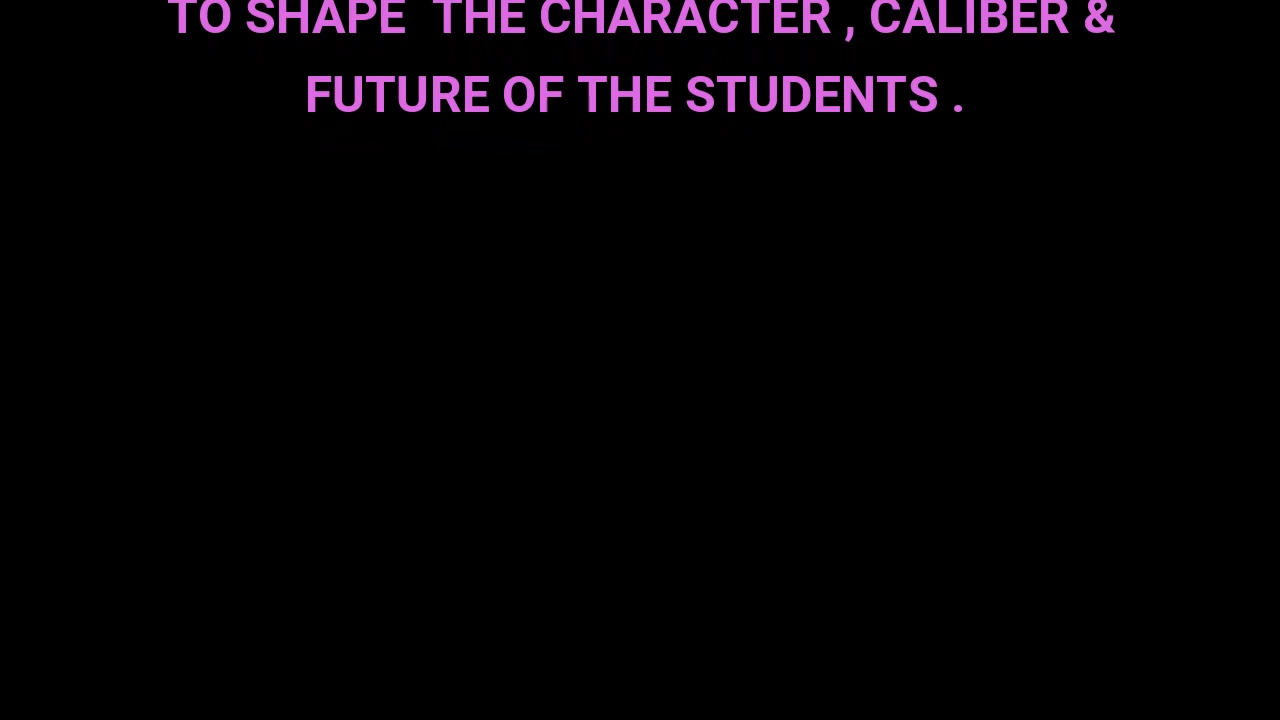 TO SHAPE  THE CHARACTER , CALIBER &
FUTURE OF THE STUDENTS .